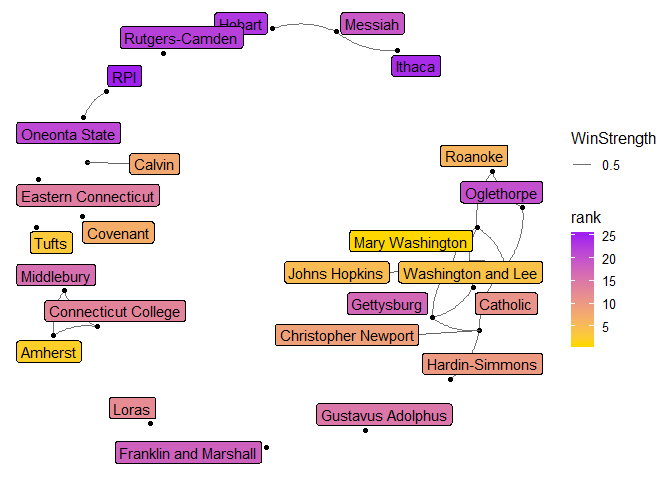 Hobart
Messiah
Rutgers-Camden
Ithaca
RPI
Oneonta State
Calvin
Roanoke
WinStrength
0.5
Eastern Connecticut
Oglethorpe
rank
25
20
15
10
5
Covenant
Tufts
Mary Washington
Middlebury
Johns Hopkins
Washington and Lee
Connecticut College
Gettysburg
Catholic
Christopher Newport
Amherst
Hardin-Simmons
Loras
Gustavus Adolphus
Franklin and Marshall